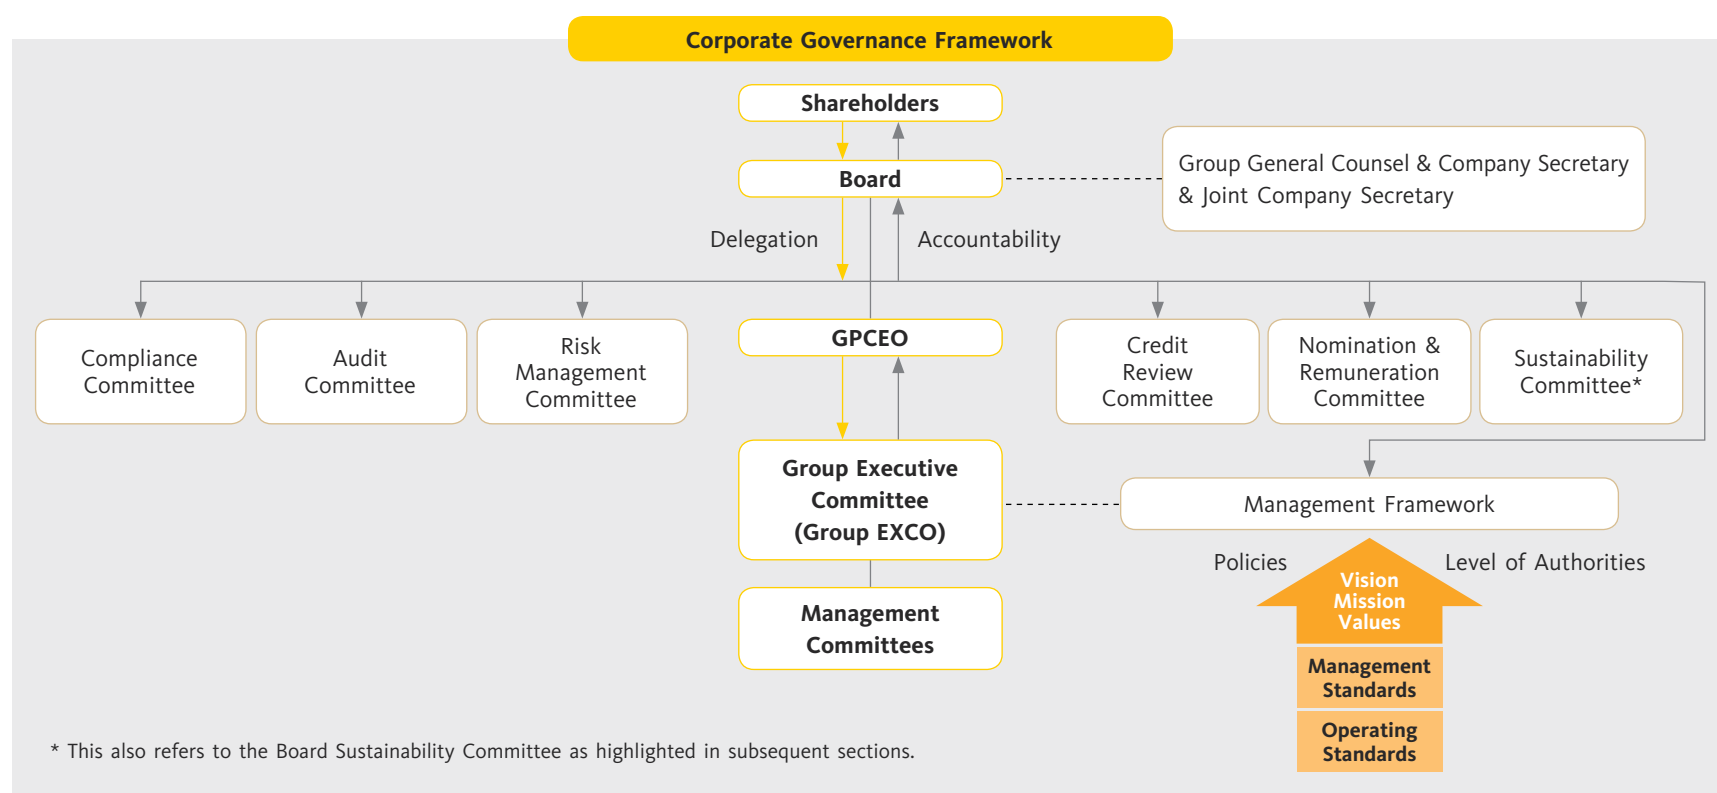 Corporate Governance Framework
Shareholders
Board
Group General Counsel & Company Secretary
& Joint Company Secretary
Delegation
Accountability
Compliance
Committee
Audit
Committee
Risk
Management
Committee
GPCEO
Credit
Review
Committee
Nomination &
Remuneration
Committee
Sustainability
Committee*
Group Executive
Committee
(Group EXCO)
Management Framework
Policies
Level of Authorities
Vision
Mission
Values
Management
Committees
Management
Standards
Operating
Standards
* This also refers to the Board Sustainability Committee as highlighted in subsequent sections.